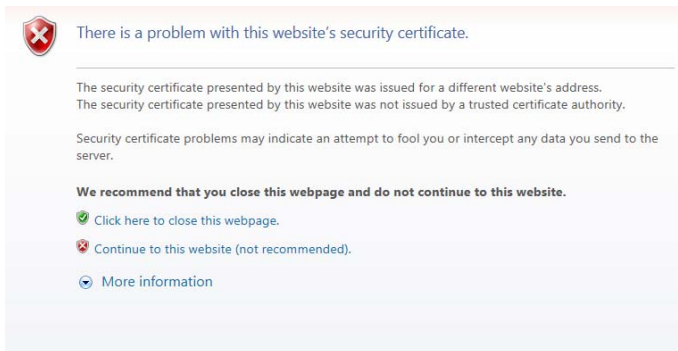 There is a problem with this website's security certificate.
The security certificate presented by this website was issued for a different website's address.
The security certificate presented by this website was not issued by a trusted certificate authority.
Security certificate problems may indicate an attempt to fool you or intercept any data you send to the
server.
We recommend that you close this webpage and do not continue to this website.
Click here to close this webpage.
Continue to this website (not recommended).
More information